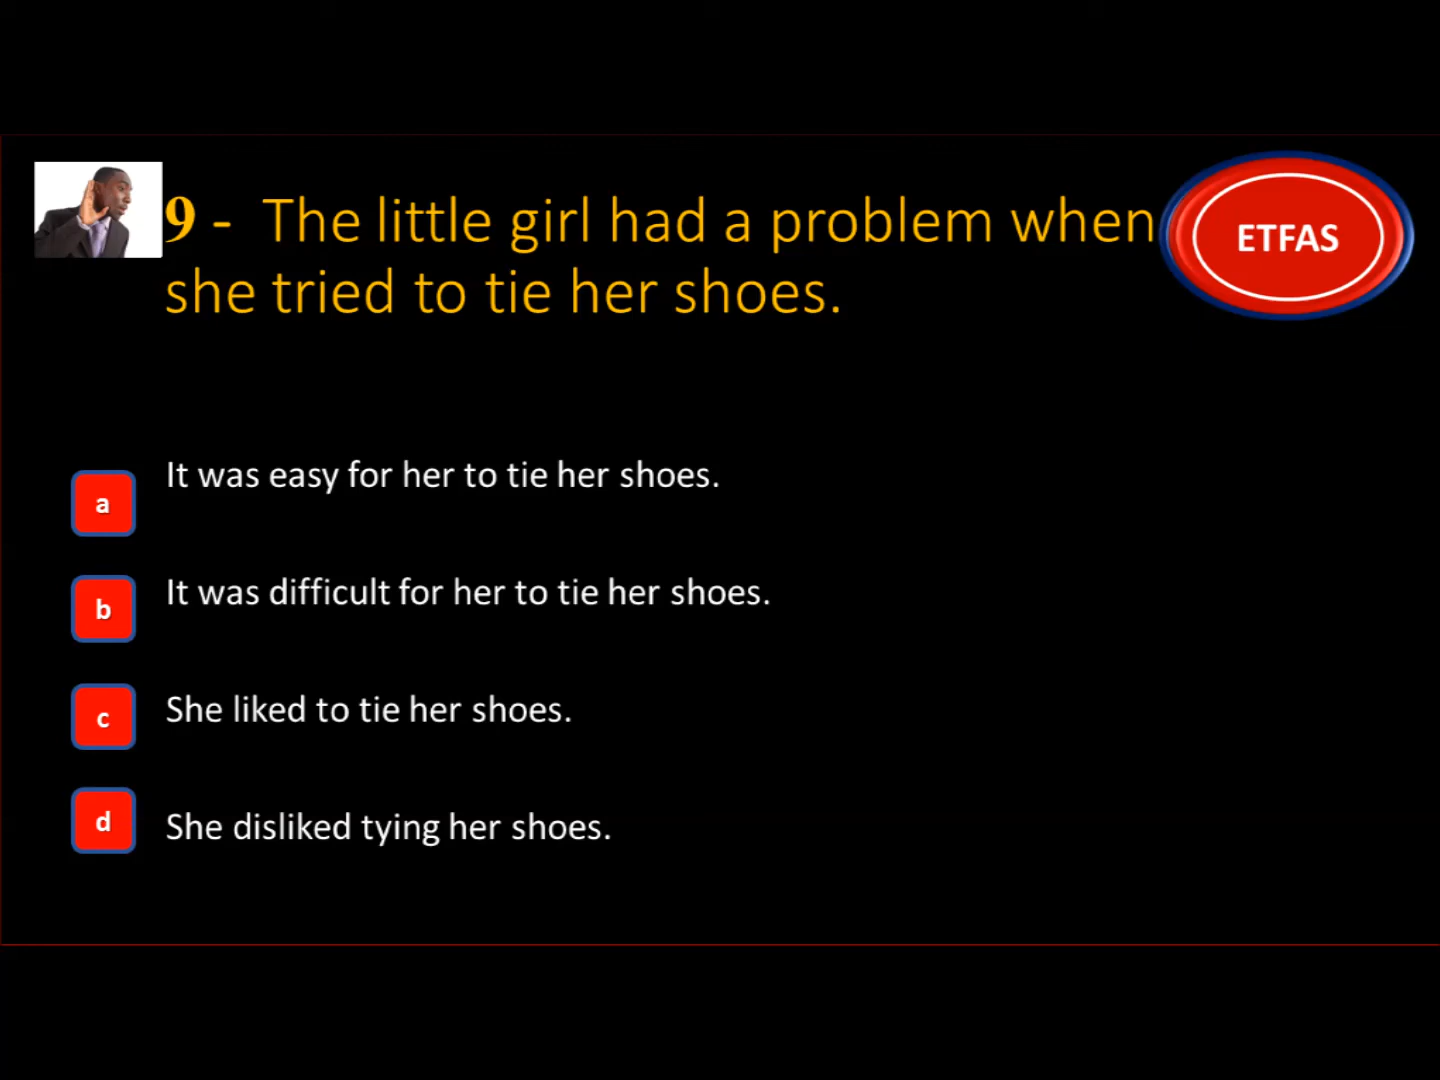 9 - The little girl had a problem when
she tried to tie her shoes.
ETFAS
a It was easy for her to tie her shoes.
b It was difficult for her to tie her shoes.
c She liked to tie her shoes.
d She disliked tying her shoes.